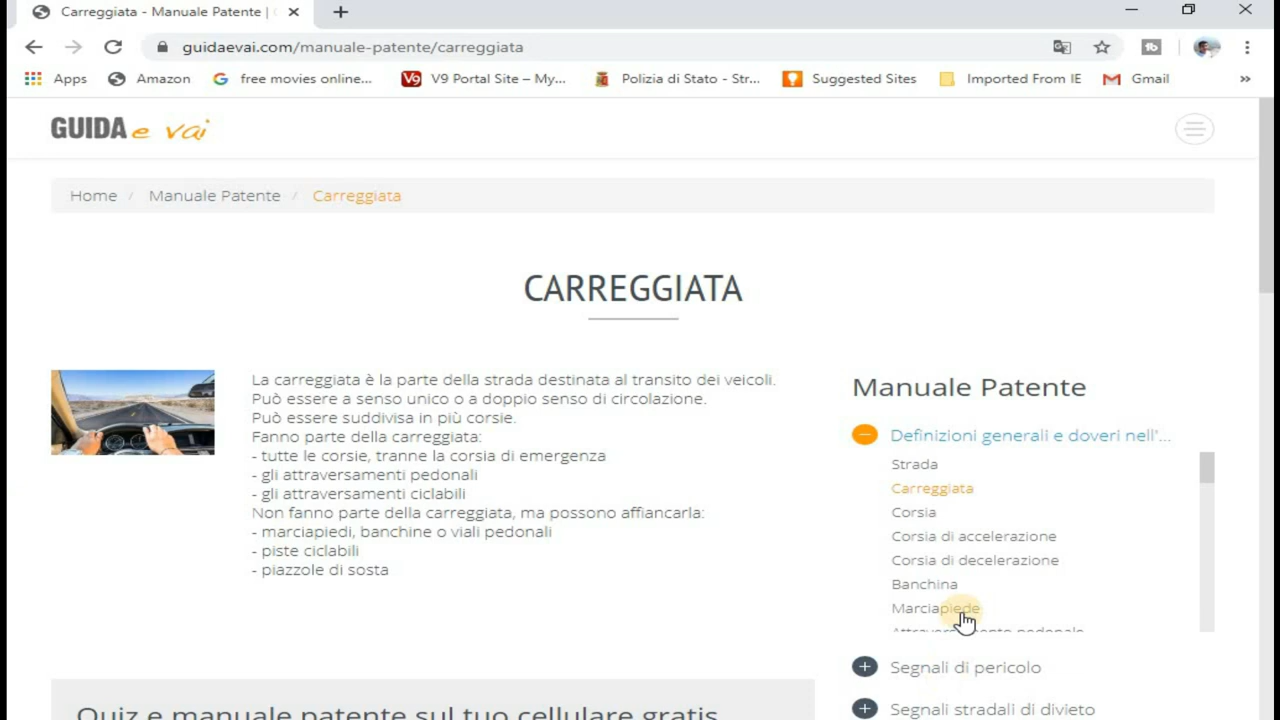 Carreggiata - Manuale Patente |
guidaevai.com/manuale-patente/carreggiata
Apps
Amazon
free movies online...
V9 Portal Site – My...
Polizia di Stato - Str...
Suggested Sites
Imported From IE
Gmail
»
GUIDA e vai
Home / Manuale Patente / Carreggiata
CARREGGIATA
La carreggiata è la parte della strada destinata al transito dei veicoli.
Può essere a senso unico o a doppio senso di circolazione.
Può essere suddivisa in più corsie.
Fanno parte della carreggiata:
- tutte le corsie, tranne la corsia di emergenza
- gli attraversamenti pedonali
- gli attraversamenti ciclabili
Non fanno parte della carreggiata, ma possono affiancarla:
- marciapiedi, banchine o viali pedonali
- piste ciclabili
- piazzole di sosta
Manuale Patente
Definizioni generali e doveri nell'...
Strada
Carreggiata
Corsia
Corsia di accelerazione
Corsia di decelerazione
Banchina
Marciapiede
Attraversamento pedonale
Segnali di pericolo
Segnali stradali di divieto
Quiz e manuale patente sul tuo cellulare gratis